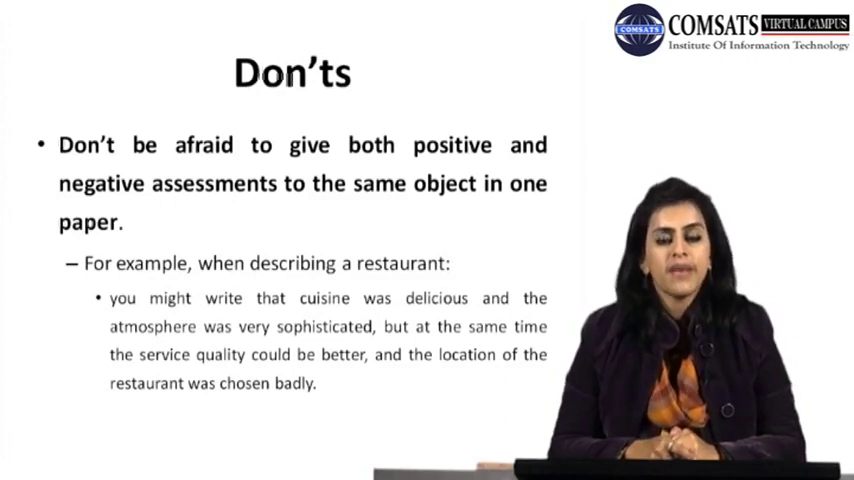 COMSATS VIRTUAL CAMPUS
COMSATS
Institute Of Information Technology
Don'ts
• Don't be afraid to give both positive and
negative assessments to the same object in one
paper.
– For example, when describing a restaurant:
• you might write that cuisine was delicious and the
atmosphere was very sophisticated, but at the same time
the service quality could be better, and the location of the
restaurant was chosen badly.